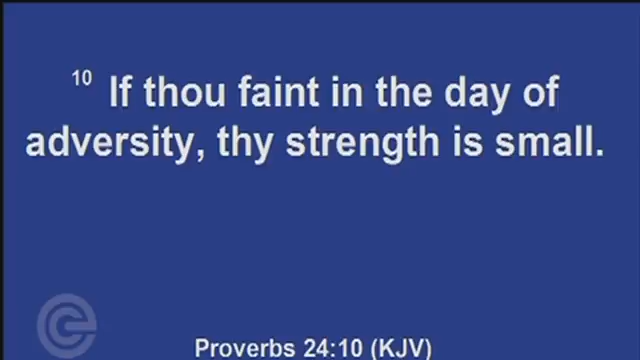 10 If thou faint in the day of
adversity, thy strength is small.
Proverbs 24:10 (KJV)